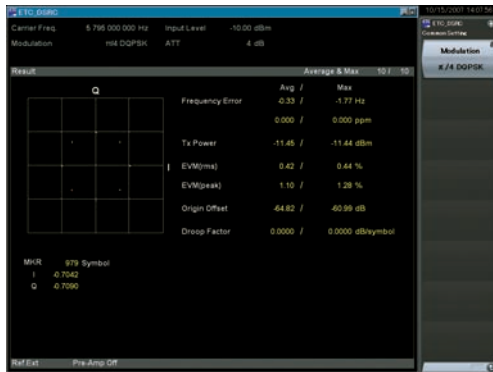 ETC_DSRC
10/15/2007 14:01:56
Carrier Freq. 5 795 000 000 Hz Input Level -10.00 dBm
Modulation π/4 DQPSK ATT 4 dB
ETC_DSRC
Common Setting
Modulation
π/4 DQPSK
Result Average & Max 10 / 10
Q
I
Avg / Max
Frequency Error -0.33 / -1.77 Hz
0.000 / 0.000 ppm
Tx Power -11.45 / -11.44 dBm
EVM(rms) 0.42 / 0.44 %
EVM(peak) 1.10 / 1.28 %
Origin Offset -64.82 / -60.99 dB
Droop Factor 0.0000 / 0.0000 dB/symbol
MKR 979 Symbol
I -0.7042
Q -0.7090
Ref.Ext Pre-Amp Off